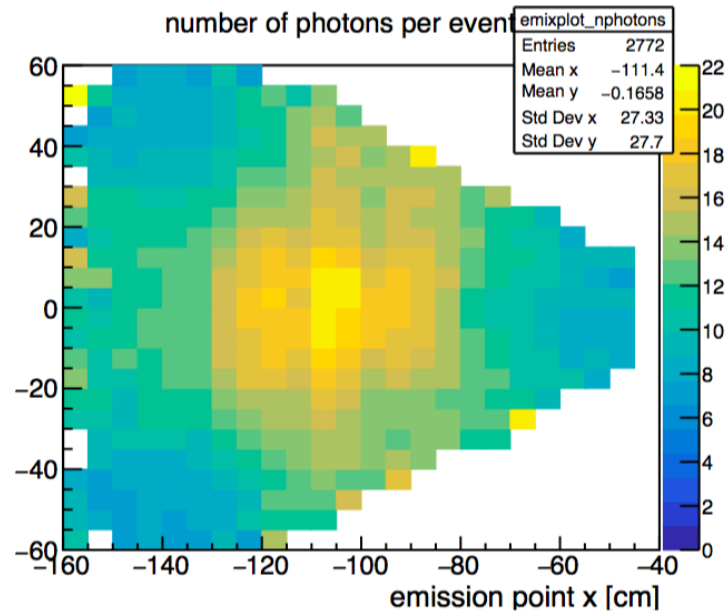 number of photons per event
emixplot_nphotons
Entries 2772
Mean x −111.4
Mean y −0.1658
Std Dev x 27.33
Std Dev y 27.7
60
40
20
0
−20
−40
−60
22
20
18
16
14
12
10
8
6
4
2
0
−160 −140 −120 −100 −80 −60 −40
emission point x [cm]